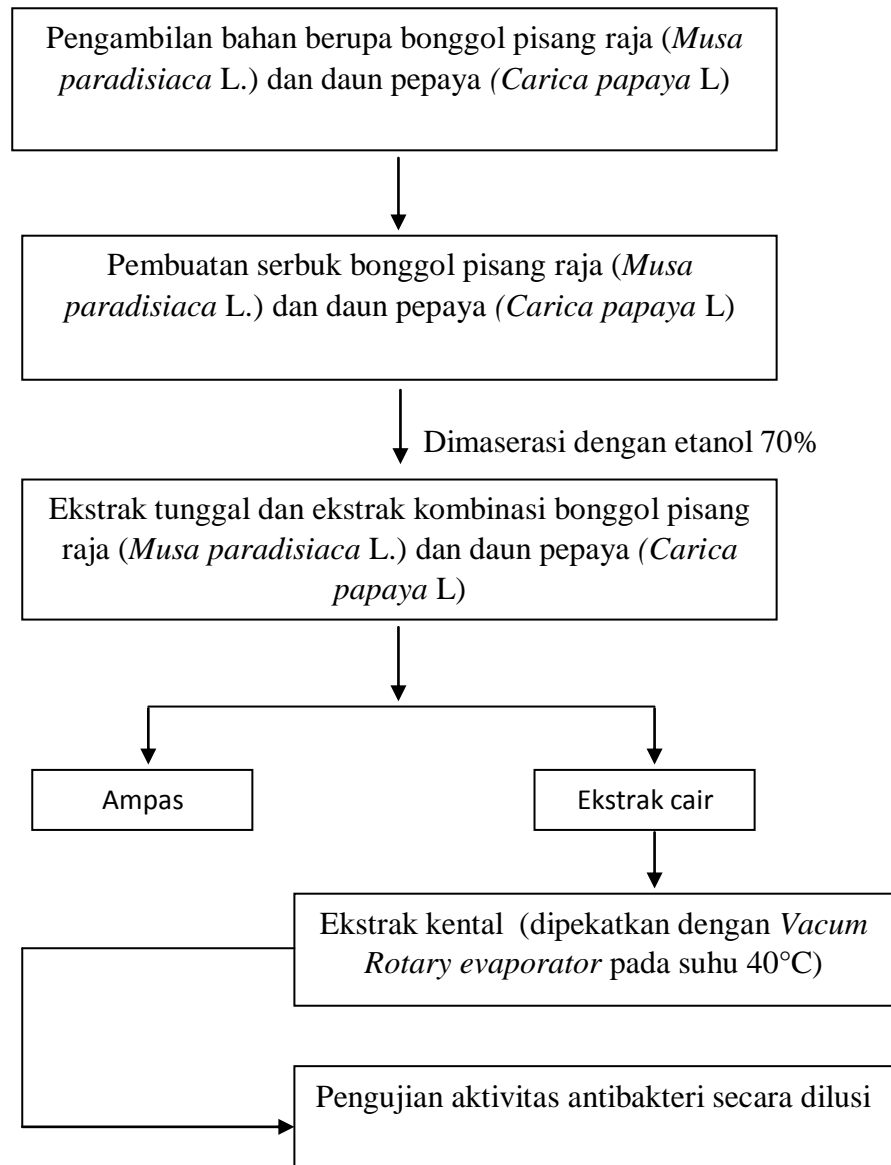 Pengambilan bahan berupa bonggol pisang raja (Musa
paradisiaca L.) dan daun pepaya (Carica papaya L)
Pembuatan serbuk bonggol pisang raja (Musa
paradisiaca L.) dan daun pepaya (Carica papaya L)
Dimaserasi dengan etanol 70%
Ekstrak tunggal dan ekstrak kombinasi bonggol pisang
raja (Musa paradisiaca L.) dan daun pepaya (Carica
papaya L)
Ampas
Ekstrak cair
Ekstrak kental (dipekatkan dengan Vacum
Rotary evaporator pada suhu 40°C)
Pengujian aktivitas antibakteri secara dilusi